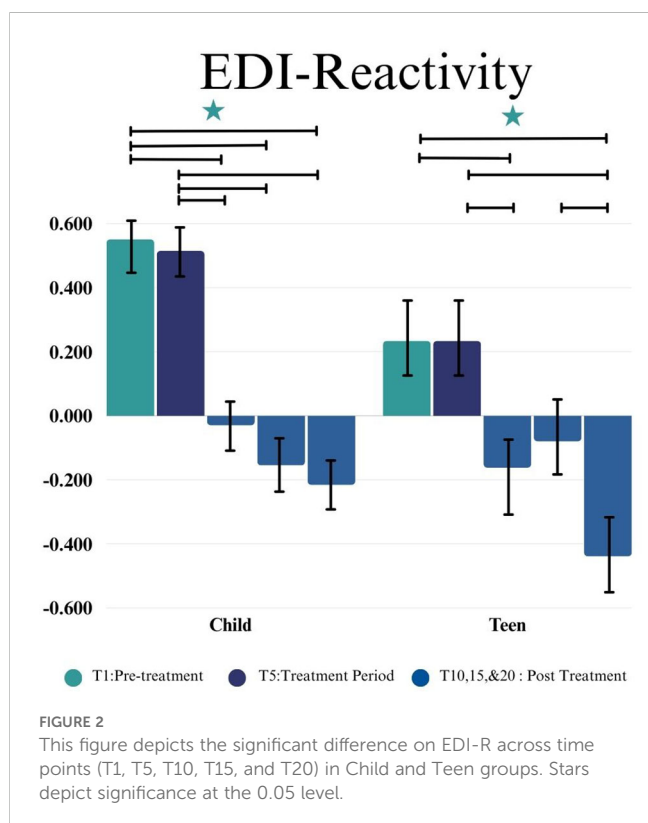 EDI-Reactivity
0.600
0.400
0.200
0.000
-0.200
-0.400
-0.600
Child Teen
T1:Pre-treatment T5:Treatment Period T10,15,&20 : Post Treatment
FIGURE 2
This figure depicts the significant difference on EDI-R across time
points (T1, T5, T10, T15, and T20) in Child and Teen groups. Stars
depict significance at the 0.05 level.